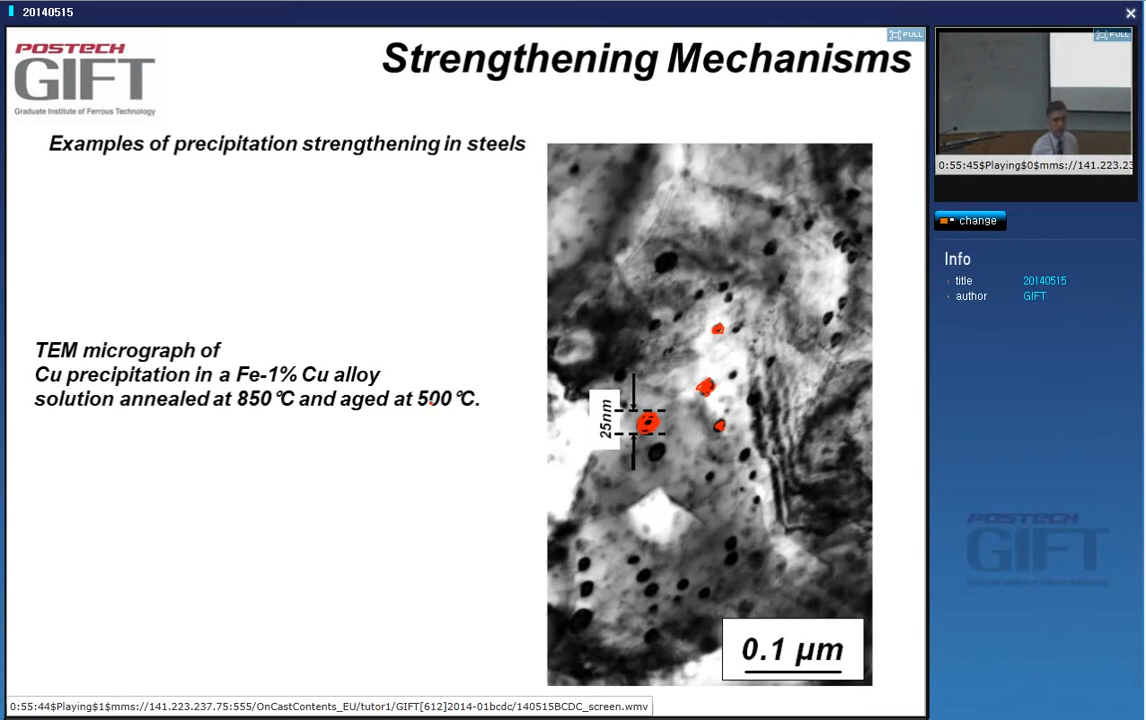 20140515
POSTECH
GIFT
Graduate Institute of Ferrous Technology
Strengthening Mechanisms
FULL
FULL
Examples of precipitation strengthening in steels
0:55:45$Playing$0$mms://141.223.23
change
Info
title 20140515
author GIFT
TEM micrograph of
Cu precipitation in a Fe-1% Cu alloy
solution annealed at 850°C and aged at 500°C.
25nm
POSTECH
GIFT
0.1 μm
0:55:44$Playing$1$mms://141.223.237.75:555/OnCastContents_EU/tutor1/GIFT[612]2014-01bcdc/140515BCDC_screen.wmv